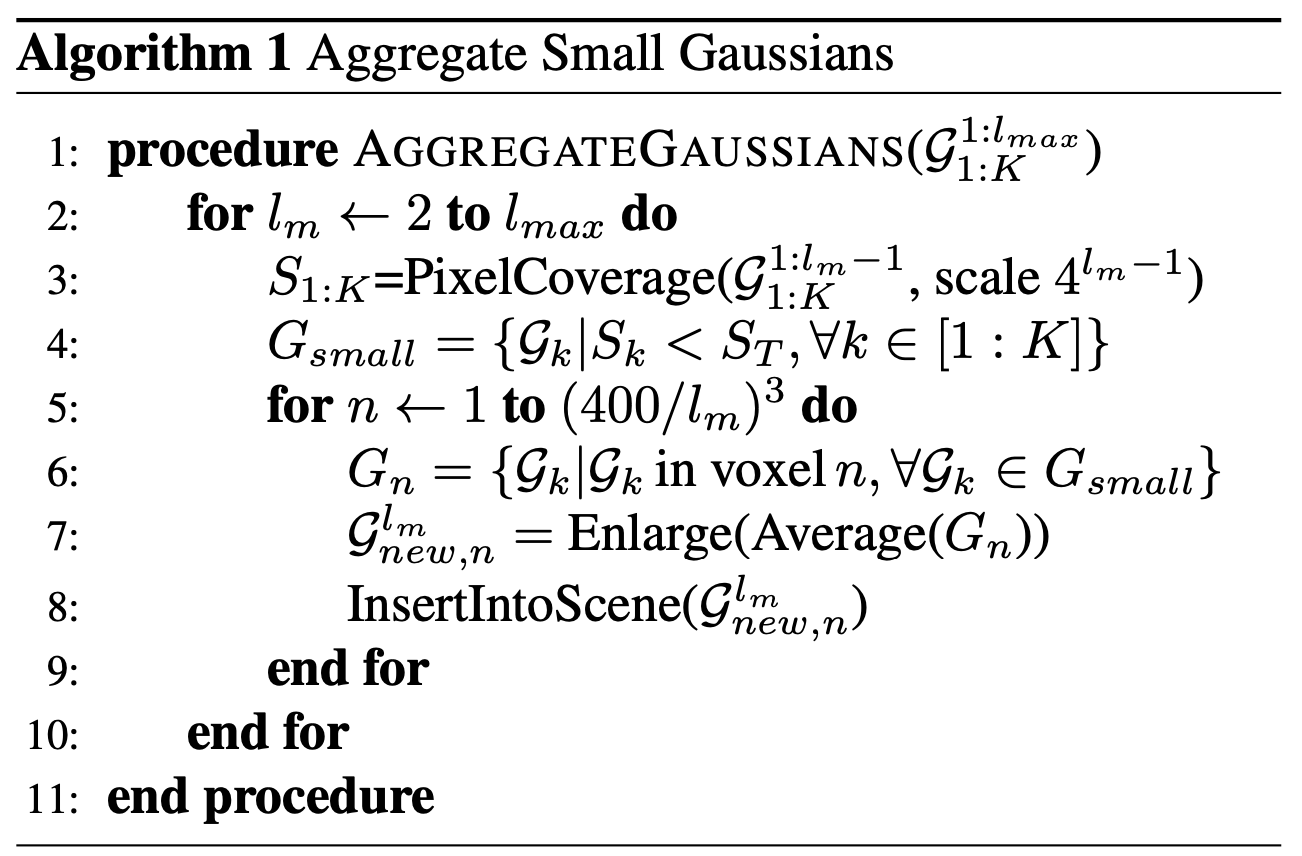 Algorithm 1 Aggregate Small Gaussians
1: procedure AGGREGATEGAUSSIANS($\mathcal{G}_{1:K}^{1:l_{max}}$)
2: for $l_m \leftarrow 2$ to $l_{max}$ do
3: $S_{1:K}$=PixelCoverage($\mathcal{G}_{1:K}^{1:l_m-1}$, scale $4^{l_m-1}$)
4: $G_{small} = \{\mathcal{G}_k | S_k < S_T, \forall k \in [1:K]\}$
5: for $n \leftarrow 1$ to $(400/l_m)^3$ do
6: $G_n = \{\mathcal{G}_k | \mathcal{G}_k$ in voxel $n, \forall \mathcal{G}_k \in G_{small}\}$
7: $\mathcal{G}_{new,n}^{l_m}$ = Enlarge(Average($G_n$))
8: InsertIntoScene($\mathcal{G}_{new,n}^{l_m}$)
9: end for
10: end for
11: end procedure